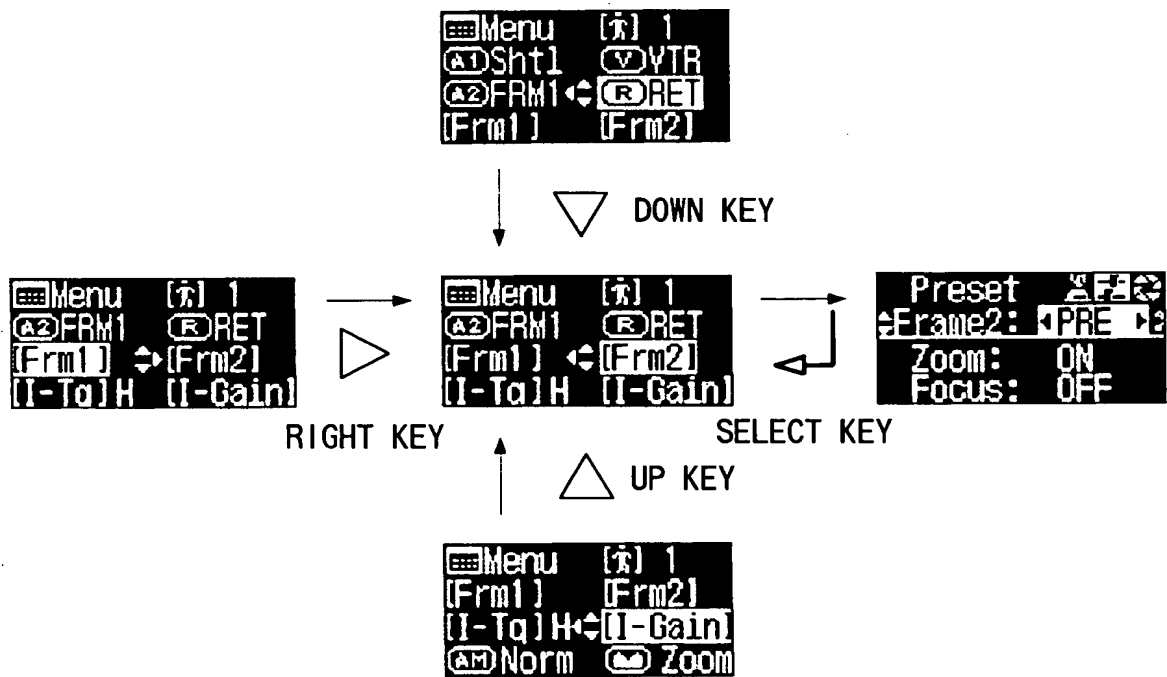 Menu [🚶] 1
A1 Shtl V VTR
A2 FRM1 R RET
[Frm1] [Frm2]
DOWN KEY
Menu [🚶] 1
A2 FRM1 R RET
[Frm1] [Frm2]
[I-Tq] H [I-Gain]
RIGHT KEY
Menu [🚶] 1
A2 FRM1 R RET
[Frm1] [Frm2]
[I-Tq] H [I-Gain]
SELECT KEY
Preset
Frame2: PRE
Zoom: ON
Focus: OFF
UP KEY
Menu [🚶] 1
[Frm1] [Frm2]
[I-Tq] H [I-Gain]
AM Norm Zoom